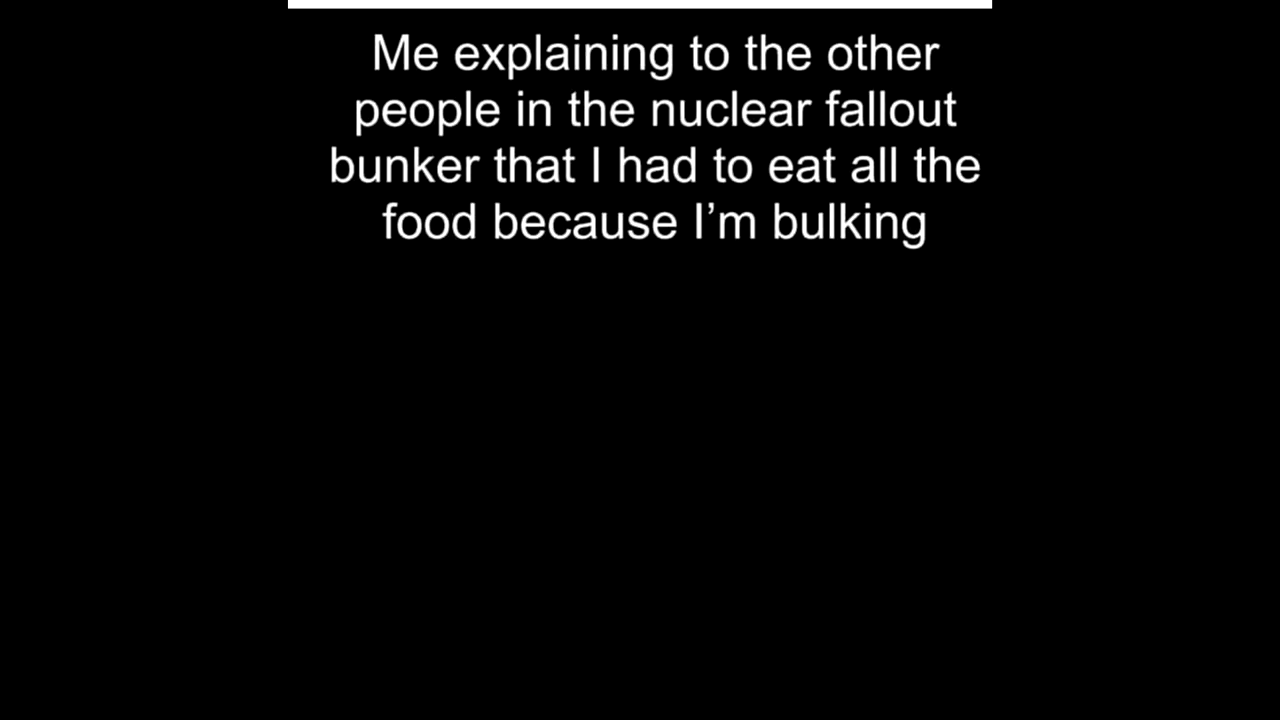 Me explaining to the other
people in the nuclear fallout
bunker that I had to eat all the
food because I’m bulking